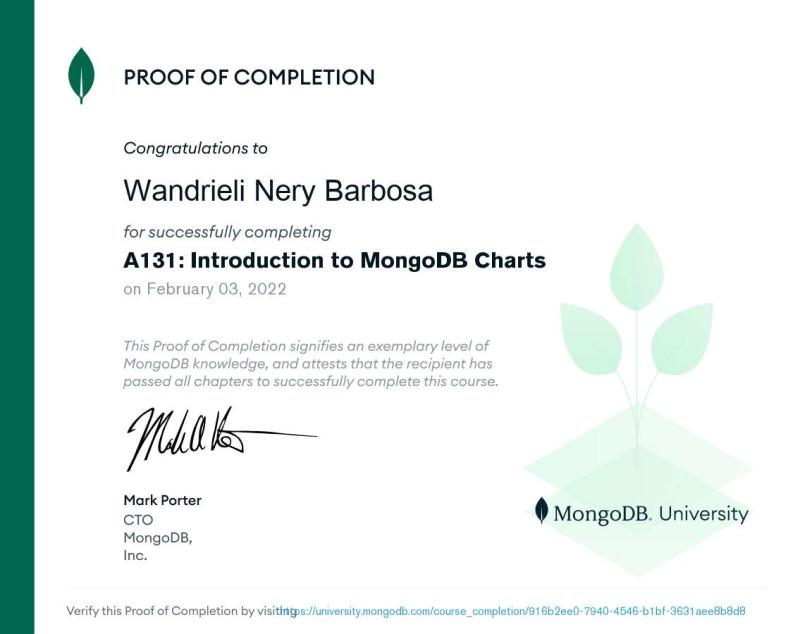 PROOF OF COMPLETION
Congratulations to
Wandrieli Nery Barbosa
for successfully completing
A131: Introduction to MongoDB Charts
on February 03, 2022
This Proof of Completion signifies an exemplary level of
MongoDB knowledge, and attests that the recipient has
passed all chapters to successfully complete this course.
Mark Porter
CTO
MongoDB,
Inc.
MongoDB. University
Verify this Proof of Completion by visiting https://university.mongodb.com/course_completion/916b2ee0-7940-4546-b1bf-3631aee8b8d8